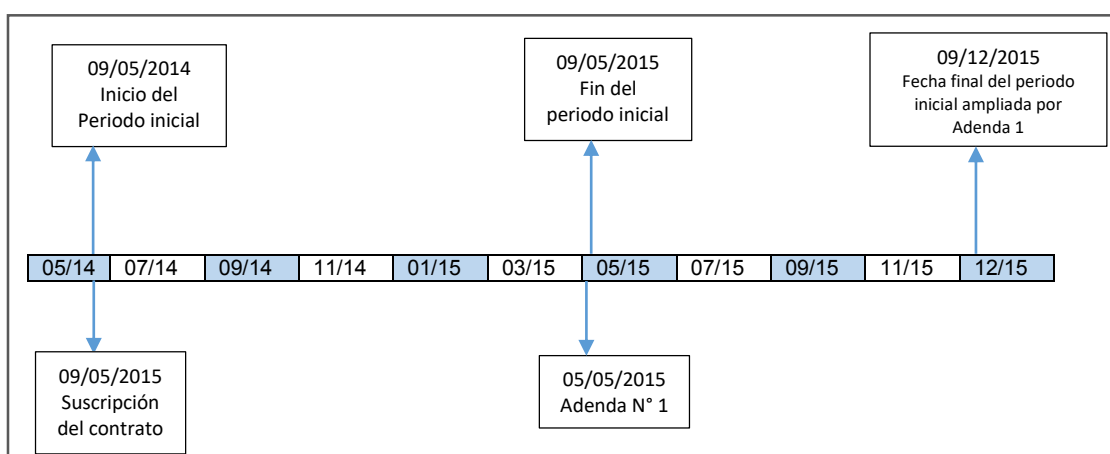 09/05/2014
Inicio del
Periodo inicial
09/05/2015
Fin del
periodo inicial
09/12/2015
Fecha final del periodo
inicial ampliada por
Adenda 1
05/14 07/14 09/14 11/14 01/15 03/15 05/15 07/15 09/15 11/15 12/15
09/05/2015
Suscripción
del contrato
05/05/2015
Adenda N° 1